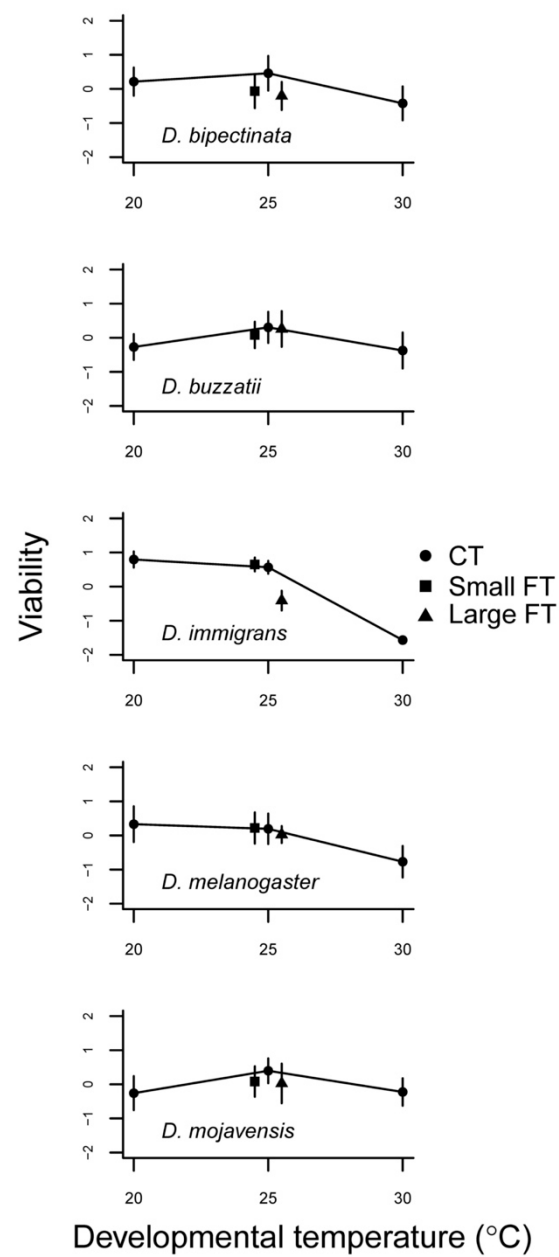 2
1
0
−1
−2
D. bipectinata
20 25 30
2
1
0
−1
−2
D. buzzatii
20 25 30
2
1
0
−1
−2
D. immigrans
20 25 30
Viability
CT
Small FT
Large FT
2
1
0
−1
−2
D. melanogaster
20 25 30
2
1
0
−1
−2
D. mojavensis
20 25 30
Developmental temperature (°C)